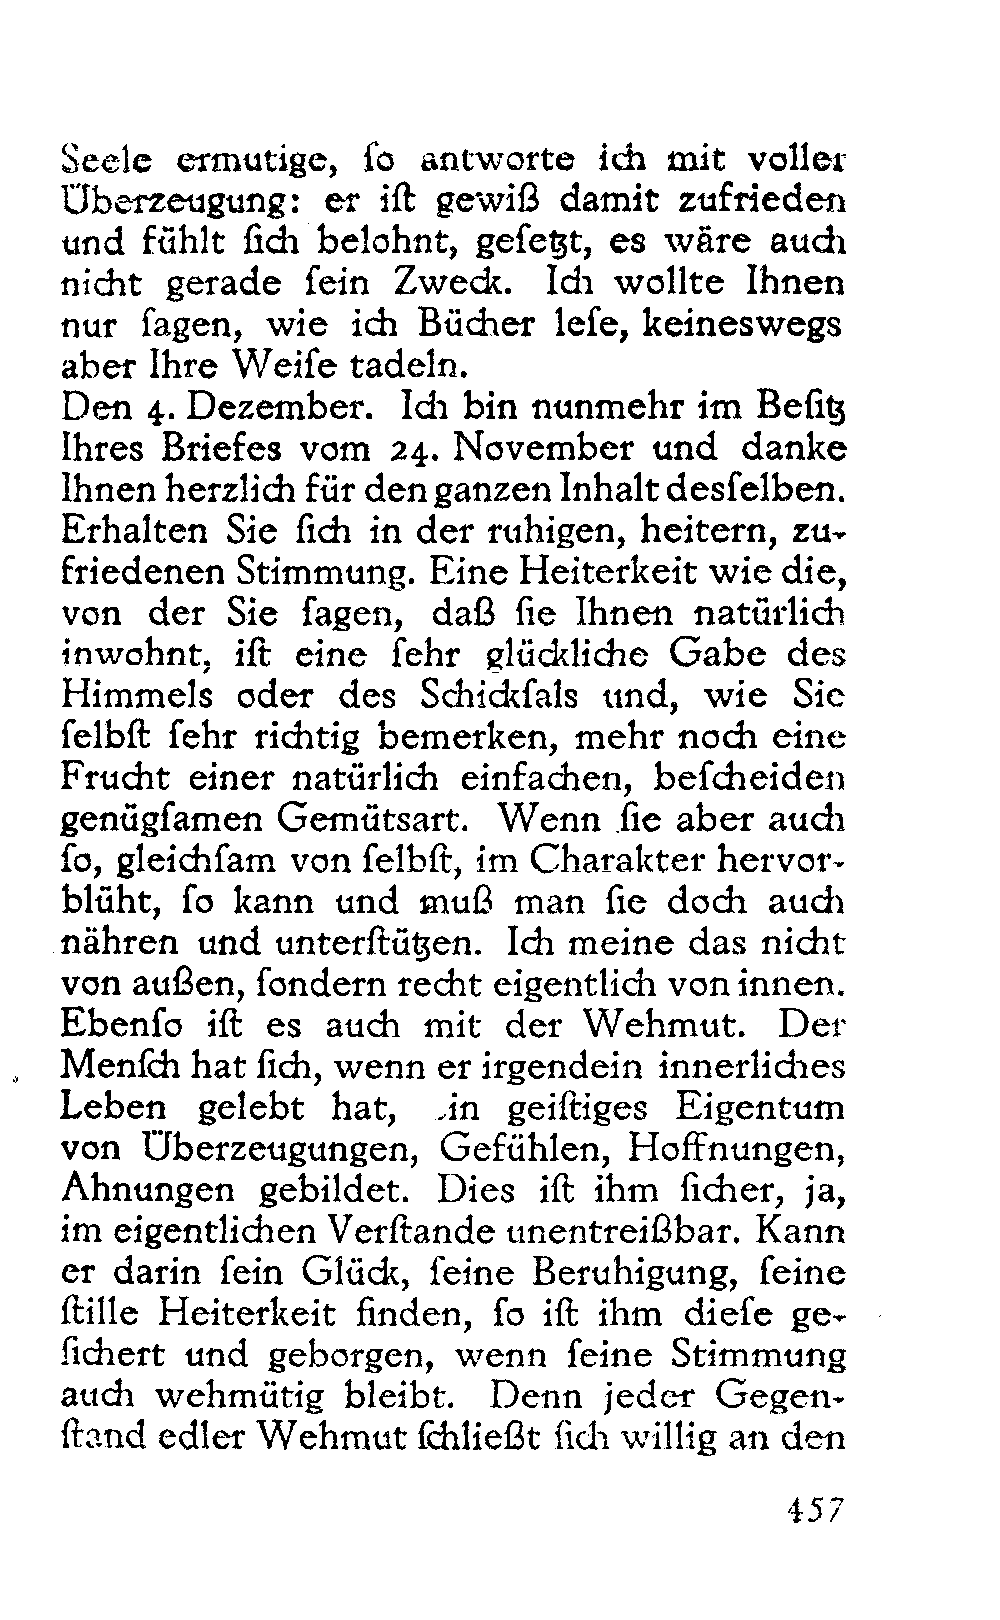 Seele ermutige, ſo antworte ich mit voller
Überzeugung: er iſt gewiß damit zufrieden
und fühlt ſich belohnt, geſetzt, es wäre auch
nicht gerade ſein Zweck. Ich wollte Ihnen
nur ſagen, wie ich Bücher leſe, keineswegs
aber Ihre Weiſe tadeln.
Den 4. Dezember. Ich bin nunmehr im Beſitz
Ihres Briefes vom 24. November und danke
Ihnen herzlich für den ganzen Inhalt desſelben.
Erhalten Sie ſich in der ruhigen, heitern, zu-
friedenen Stimmung. Eine Heiterkeit wie die,
von der Sie ſagen, daß ſie Ihnen natürlich
inwohnt, iſt eine ſehr glückliche Gabe des
Himmels oder des Schickſals und, wie Sie
ſelbſt ſehr richtig bemerken, mehr noch eine
Frucht einer natürlich einfachen, beſcheiden
genügſamen Gemütsart. Wenn ſie aber auch
ſo, gleichſam von ſelbſt, im Charakter hervor-
blüht, ſo kann und muß man ſie doch auch
nähren und unterſtützen. Ich meine das nicht
von außen, ſondern recht eigentlich von innen.
Ebenſo iſt es auch mit der Wehmut. Der
Menſch hat ſich, wenn er irgendein innerliches
Leben gelebt hat, in geiſtiges Eigentum
von Überzeugungen, Gefühlen, Hoffnungen,
Ahnungen gebildet. Dies iſt ihm ſicher, ja,
im eigentlichen Verſtande unentreißbar. Kann
er darin ſein Glück, ſeine Beruhigung, ſeine
ſtille Heiterkeit finden, ſo iſt ihm dieſe ge-
ſichert und geborgen, wenn ſeine Stimmung
auch wehmütig bleibt. Denn jeder Gegen-
ſtand edler Wehmut ſchließt ſich willig an den
457